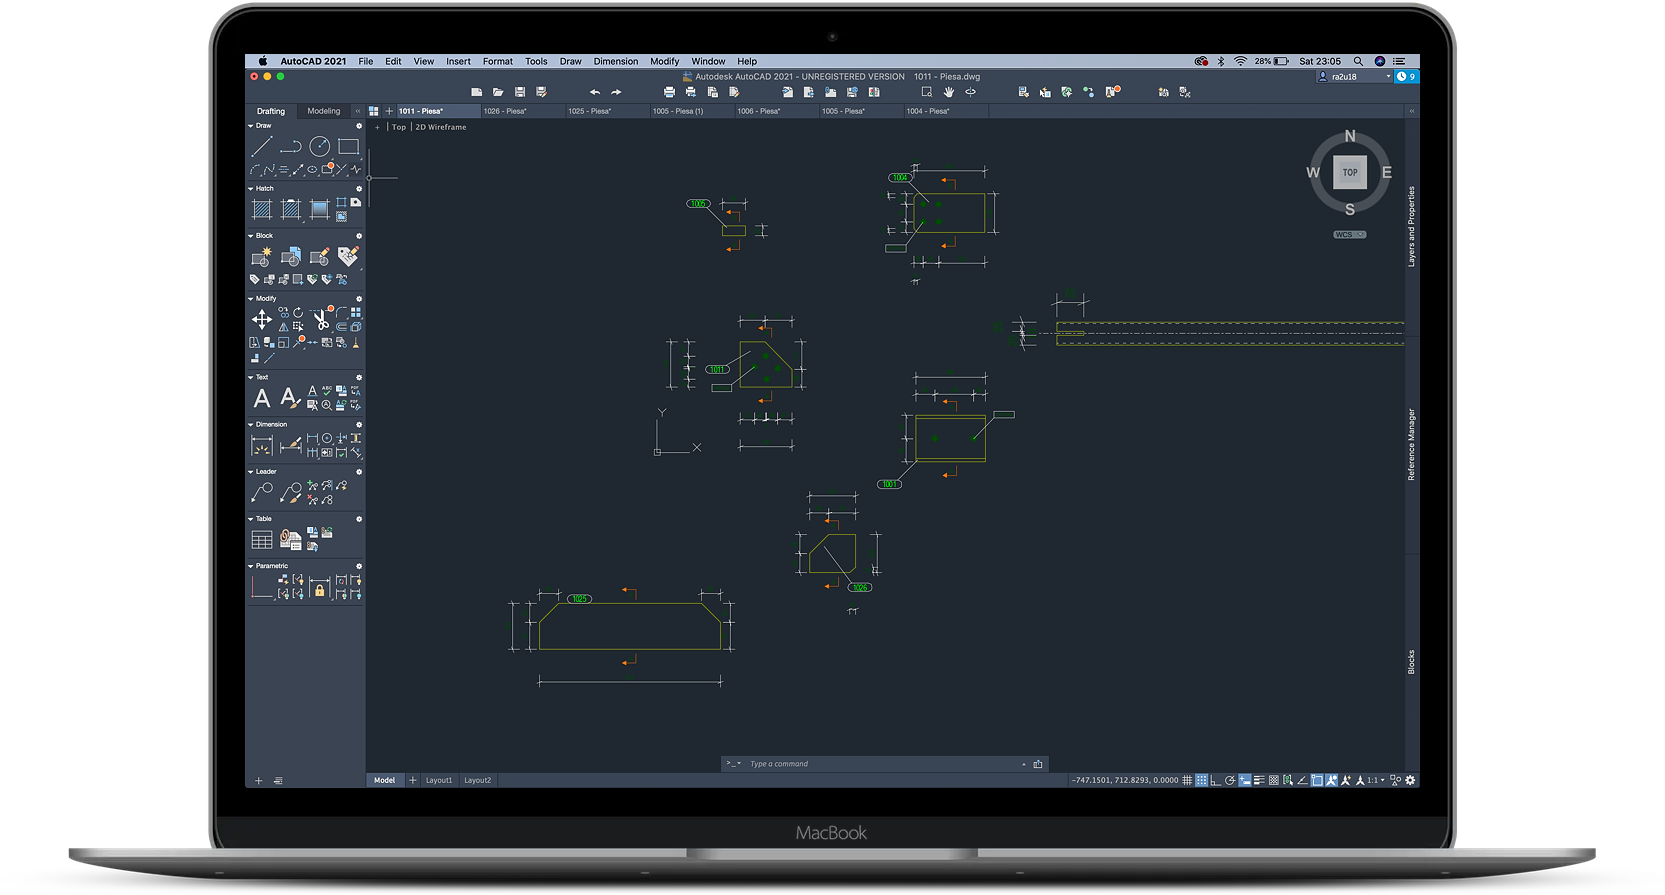 AutoCAD 2021 File Edit View Insert Format Tools Draw Dimension Modify Window Help 28% Sat 23:05
Autodesk AutoCAD 2021 - UNREGISTERED VERSION 1011 - Piesa.dwg ra2u18 9
Drafting Modeling 1011 - Piesa* 1026 - Piesa* 1025 - Piesa* 1005 - Piesa (1) 1006 - Piesa* 1005 - Piesa* 1004 - Piesa*
Draw
+ | Top | 2D Wireframe
N
W TOP E
S
WCS
Hatch
Block
Modify
Text
Dimension
Leader
Table
Parametric
1004
1005
1011
Y
X
1001
1026
1025
Layers and Properties
Reference Manager
Blocks
>_ Type a command
Model + Layout1 Layout2
-747.1501, 712.8293, 0.0000 1:1
MacBook